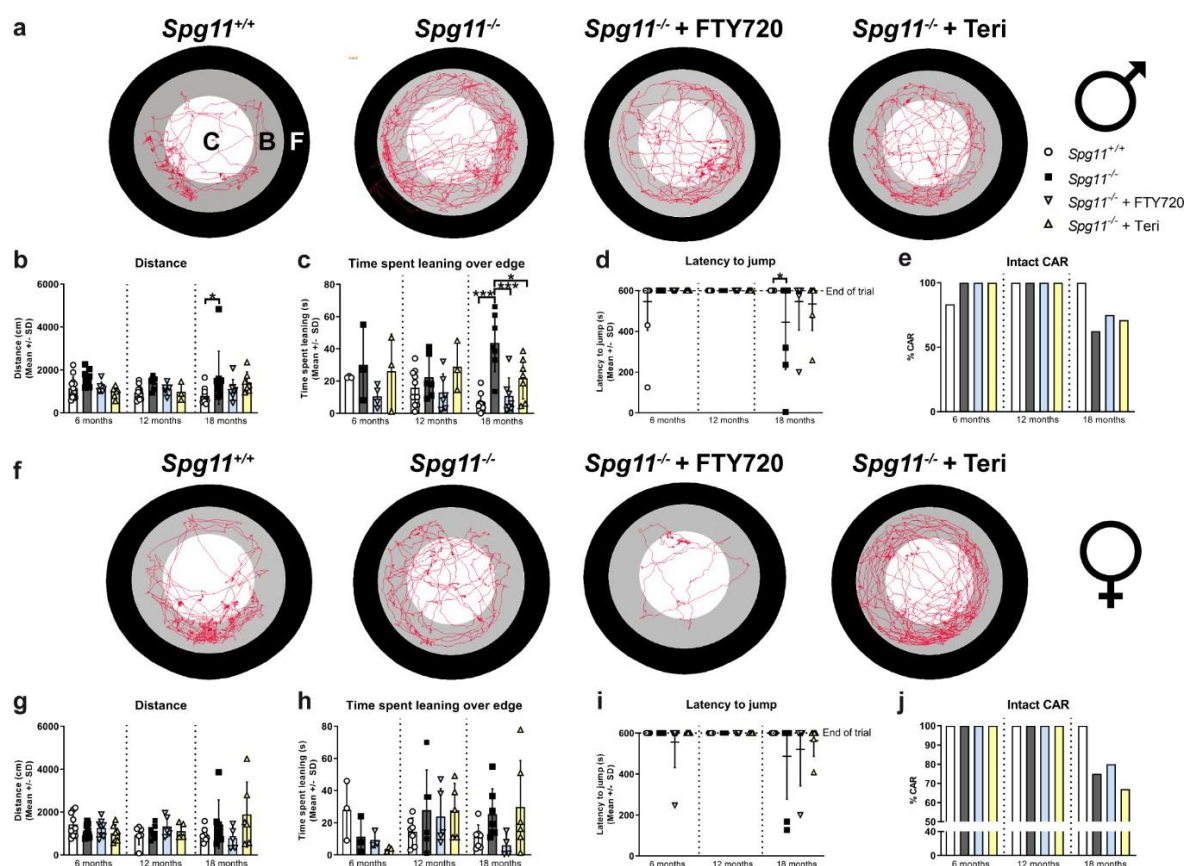 a
Spg11+/+
Spg11-/-
Spg11-/- + FTY720
Spg11-/- + Teri
C B F
Spg11+/+
Spg11-/-
Spg11-/- + FTY720
Spg11-/- + Teri
b
Distance
Distance (cm)
(Mean +/- SD)
6000
4000
2000
0
*
6 months 12 months 18 months
c
Time spent leaning over edge
Time spent leaning (s)
(Mean +/- SD)
80
60
40
20
0
*
*** ***
6 months 12 months 18 months
d
Latency to jump
Latency to jump (s)
(Mean +/- SD)
600
400
200
0
*
End of trial
6 months 12 months 18 months
e
Intact CAR
% CAR
100
50
0
6 months 12 months 18 months
f
Spg11+/+
Spg11-/-
Spg11-/- + FTY720
Spg11-/- + Teri
g
Distance
Distance (cm)
(Mean +/- SD)
6000
4000
2000
0
6 months 12 months 18 months
h
Time spent leaning over edge
Time spent leaning (s)
(Mean +/- SD)
80
60
40
20
0
6 months 12 months 18 months
i
Latency to jump
Latency to jump (s)
(Mean +/- SD)
600
400
200
0
End of trial
6 months 12 months 18 months
j
Intact CAR
% CAR
100
90
80
70
60
50
40
0
6 months 12 months 18 months